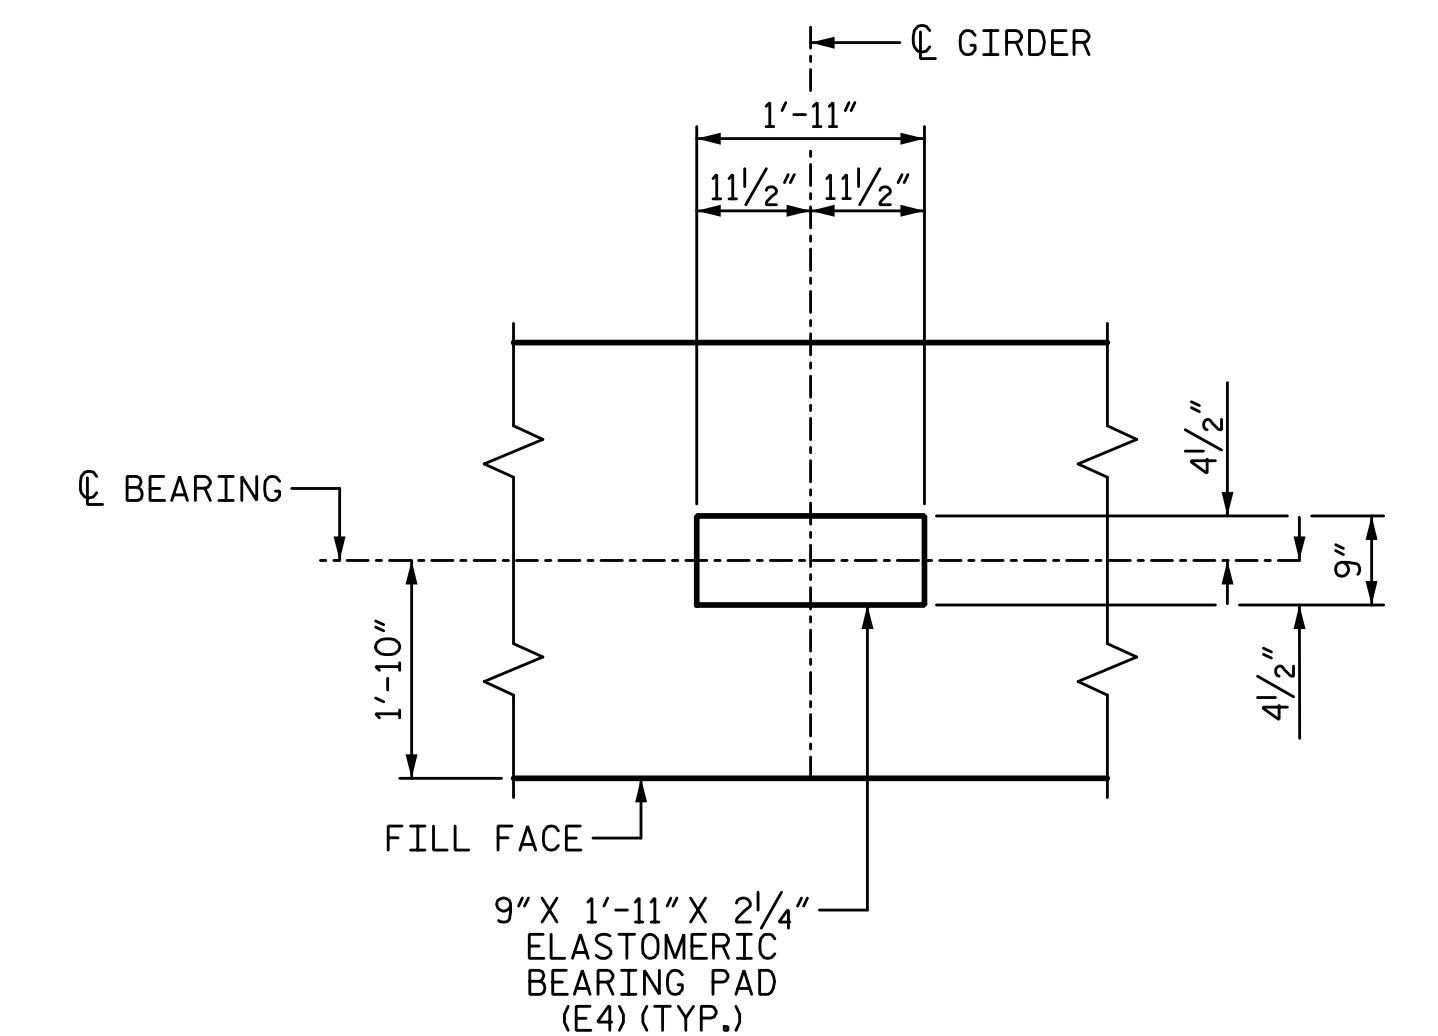 ℄ GIRDER
1'-11"
11½" 11½"
4½"
℄ BEARING
9"
1'-10"
4½"
FILL FACE
9" X 1'-11" X 2¼"
ELASTOMERIC
BEARING PAD
(E4)(TYP.)